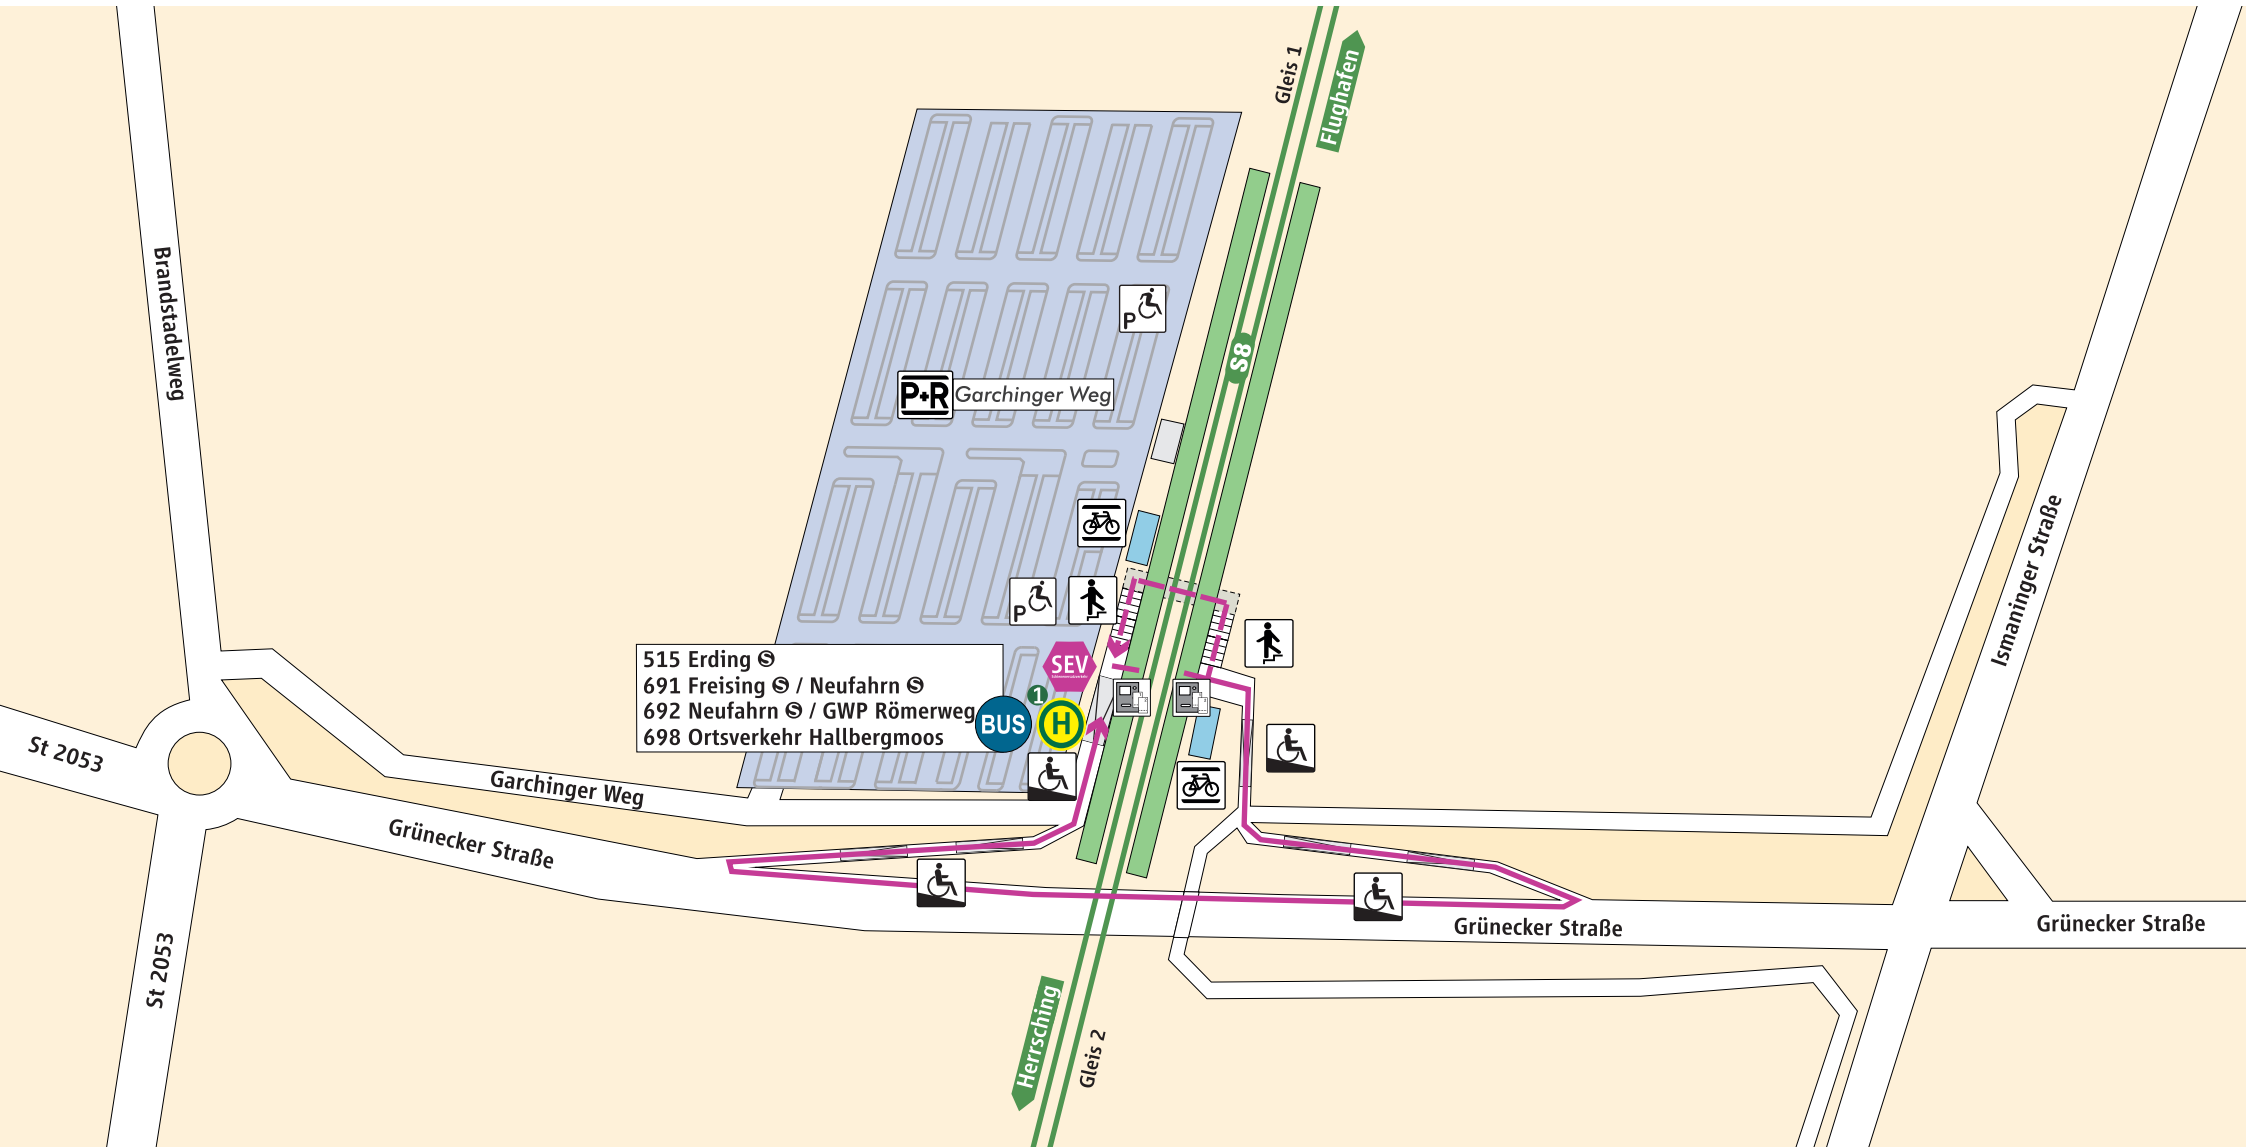 Gleis 1
Flughafen
Brandstadelweg
S8
P
P+R Garchinger Weg
Ismaninger Straße
P
SEV
515 Erding S
691 Freising S / Neufahrn S
692 Neufahrn S / GWP Römerweg
698 Ortsverkehr Hallbergmoos
BUS
1
H
St 2053
Garchinger Weg
Grünecker Straße
Grünecker Straße
Grünecker Straße
St 2053
Herrsching
Gleis 2